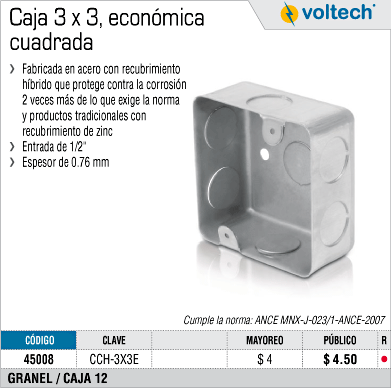 Caja 3 x 3, económica
cuadrada
voltech®
❯ Fabricada en acero con recubrimiento
híbrido que protege contra la corrosión
2 veces más de lo que exige la norma
y productos tradicionales con
recubrimiento de zinc
❯ Entrada de 1/2"
❯ Espesor de 0.76 mm
Cumple la norma: ANCE MNX-J-023/1-ANCE-2007
CÓDIGO CLAVE MAYOREO PÚBLICO R
45008 CCH-3X3E $ 4 $ 4.50 ●
GRANEL / CAJA 12